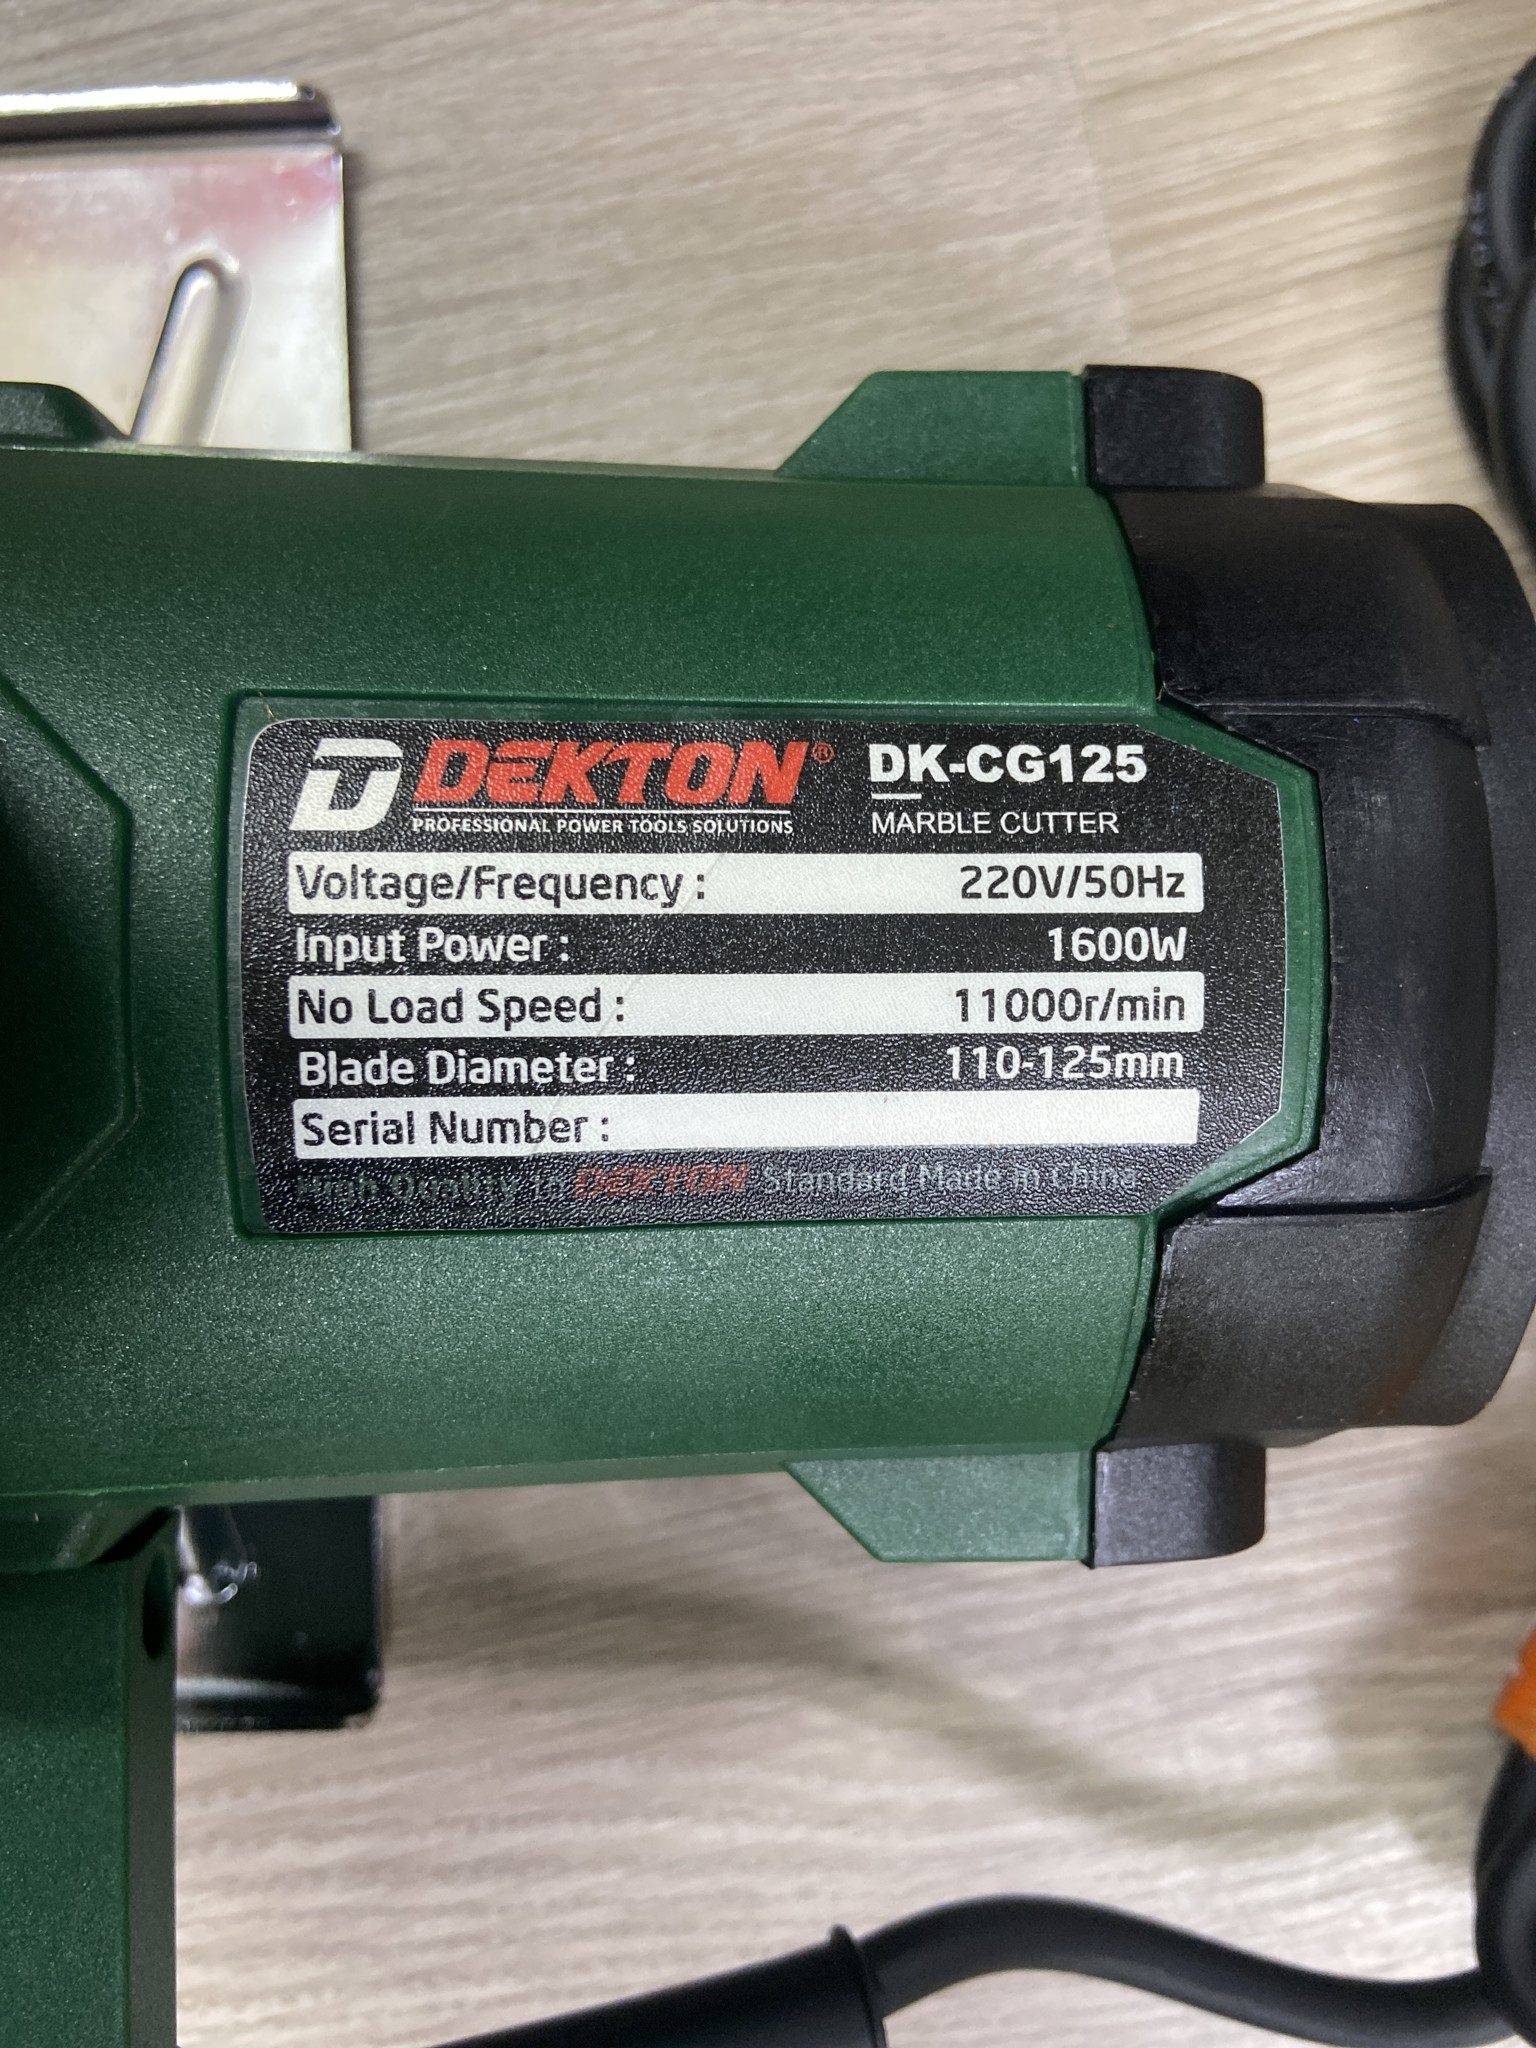 DEKTON® DK-CG125
PROFESSIONAL POWER TOOLS SOLUTIONS MARBLE CUTTER
Voltage/Frequency : 220V/50Hz
Input Power : 1600W
No Load Speed : 11000r/min
Blade Diameter : 110-125mm
Serial Number :
High Quality in DEKTON Standard Made in China